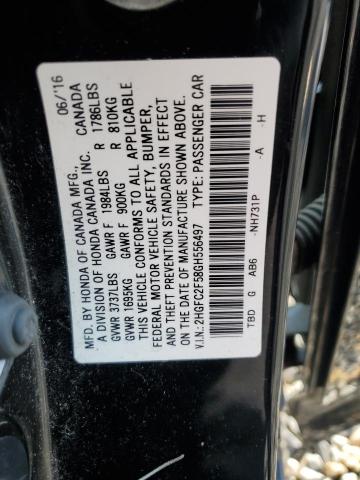 MFD. BY HONDA OF CANADA MFG., 06/'16
A DIVISION OF HONDA CANADA INC. CANADA
GVWR 3737LBS GAWR F 1984LBS R 1786LBS
GVWR 1695KG GAWR F 900KG R 810KG
THIS VEHICLE CONFORMS TO ALL APPLICABLE
FEDERAL MOTOR VEHICLE SAFETY, BUMPER,
AND THEFT PREVENTION STANDARDS IN EFFECT
ON THE DATE OF MANUFACTURE SHOWN ABOVE.
V.I.N.: 2HGFC2F58GH556497 TYPE: PASSENGER CAR
TBD G AB6 -NH731P -A -H